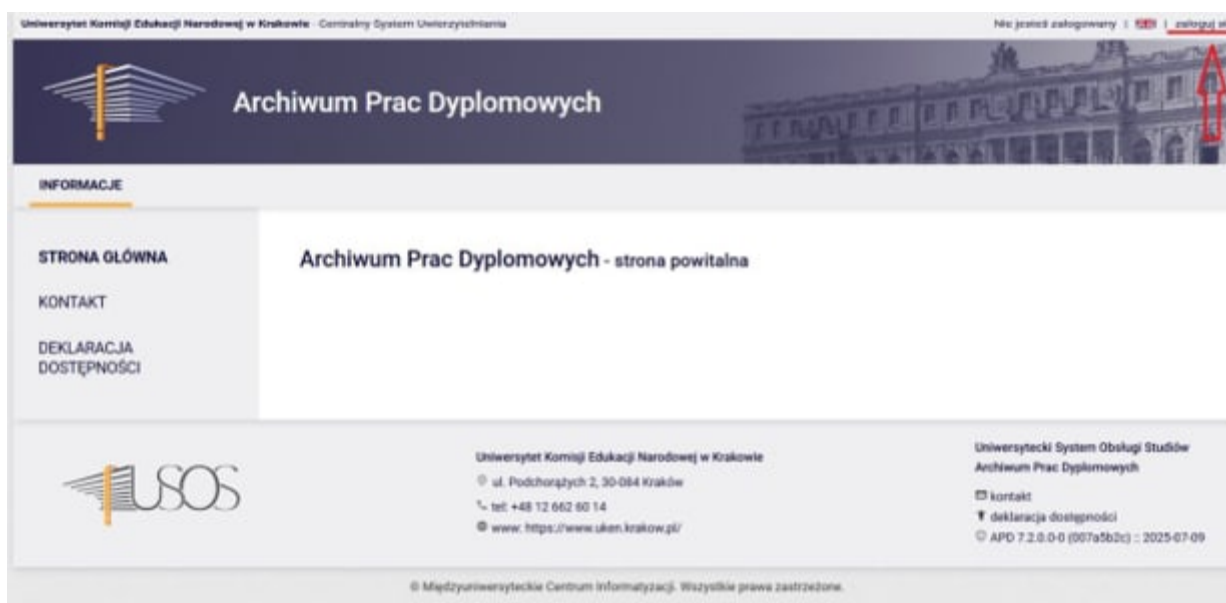 Uniwersytet Komisji Edukacji Narodowej w Krakowie - Centralny System Uwierzytelniania
Nie jesteś zalogowany | | zaloguj
Archiwum Prac Dyplomowych
INFORMACJE
STRONA GŁÓWNA
KONTAKT
DEKLARACJA
DOSTĘPNOŚCI
Archiwum Prac Dyplomowych - strona powitalna
USOS
Uniwersytet Komisji Edukacji Narodowej w Krakowie
ul. Podchorążych 2, 30-084 Kraków
tel: +48 12 662 60 14
www: https://www.uken.krakow.pl/
Uniwersytecki System Obsługi Studiów
Archiwum Prac Dyplomowych
kontakt
deklaracja dostępności
APD 7.2.0.0-0 (007a5b2c) :: 2025-07-09
© Międzyuniwersyteckie Centrum Informatyzacji. Wszystkie prawa zastrzeżone.